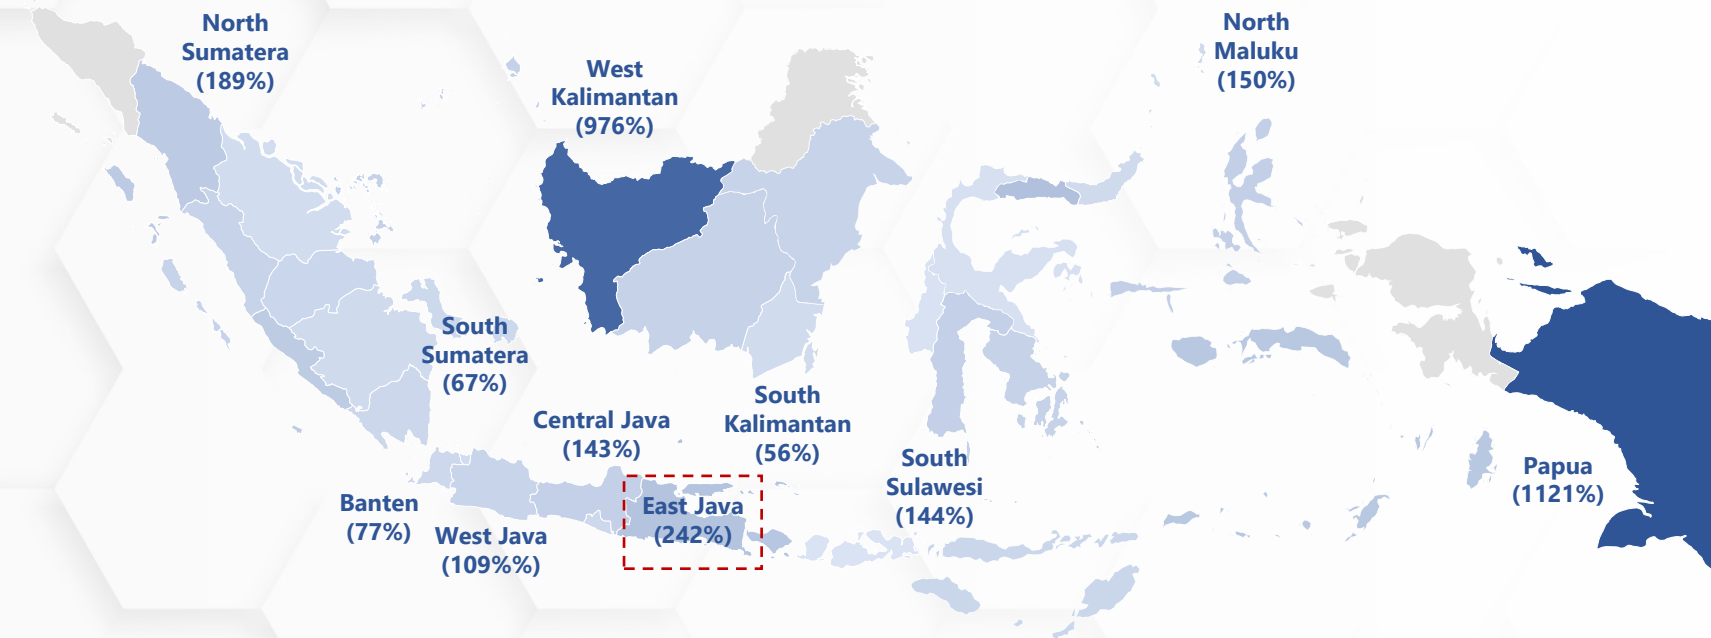 North
Sumatera
(189%)
West
Kalimantan
(976%)
North
Maluku
(150%)
South
Sumatera
(67%)
Central Java
(143%)
South
Kalimantan
(56%)
South
Sulawesi
(144%)
Papua
(1121%)
Banten
(77%)
West Java
(109%%)
East Java
(242%)